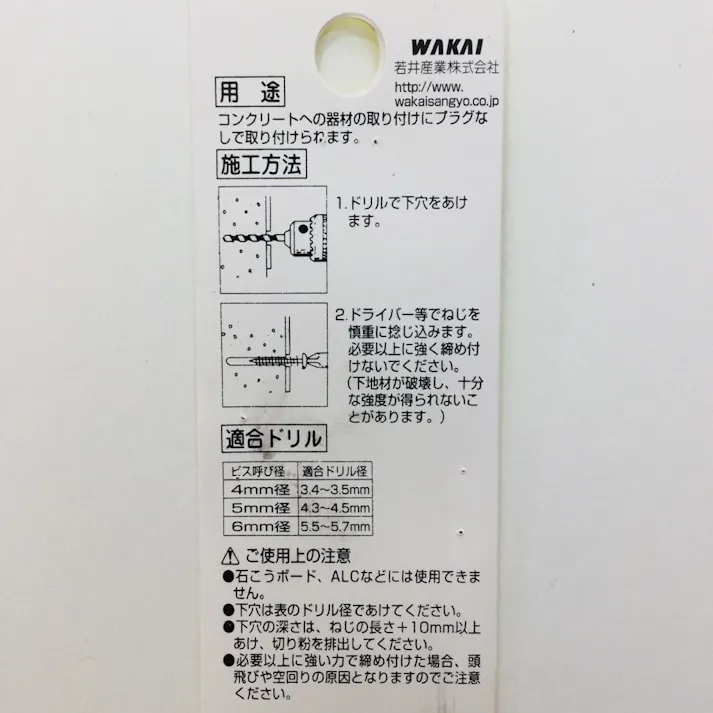 WAKAI
若井産業株式会社
http://www.
wakaisangyo.co.jp
用途
コンクリートへの器材の取り付けにプラグな
しで取り付けられます。
施工方法
1.ドリルで下穴をあけ
ます。
2.ドライバー等でねじを
慎重に捻じ込みます。
必要以上に強く締め付
けないでください。
(下地材が破壊し、十分
な強度が得られないこ
とがあります。)
適合ドリル
ビス呼び径 適合ドリル径
4mm径 3.4〜3.5mm
5mm径 4.3〜4.5mm
6mm径 5.5〜5.7mm
⚠ ご使用上の注意
●石こうボード、ALCなどには使用できま
せん。
●下穴は表のドリル径であけてください。
●下穴の深さは、ねじの長さ+10mm以上
あけ、切り粉を排出してください。
●必要以上に強い力で締め付けた場合、頭
飛びや空回りの原因となりますのでご注意
ください。